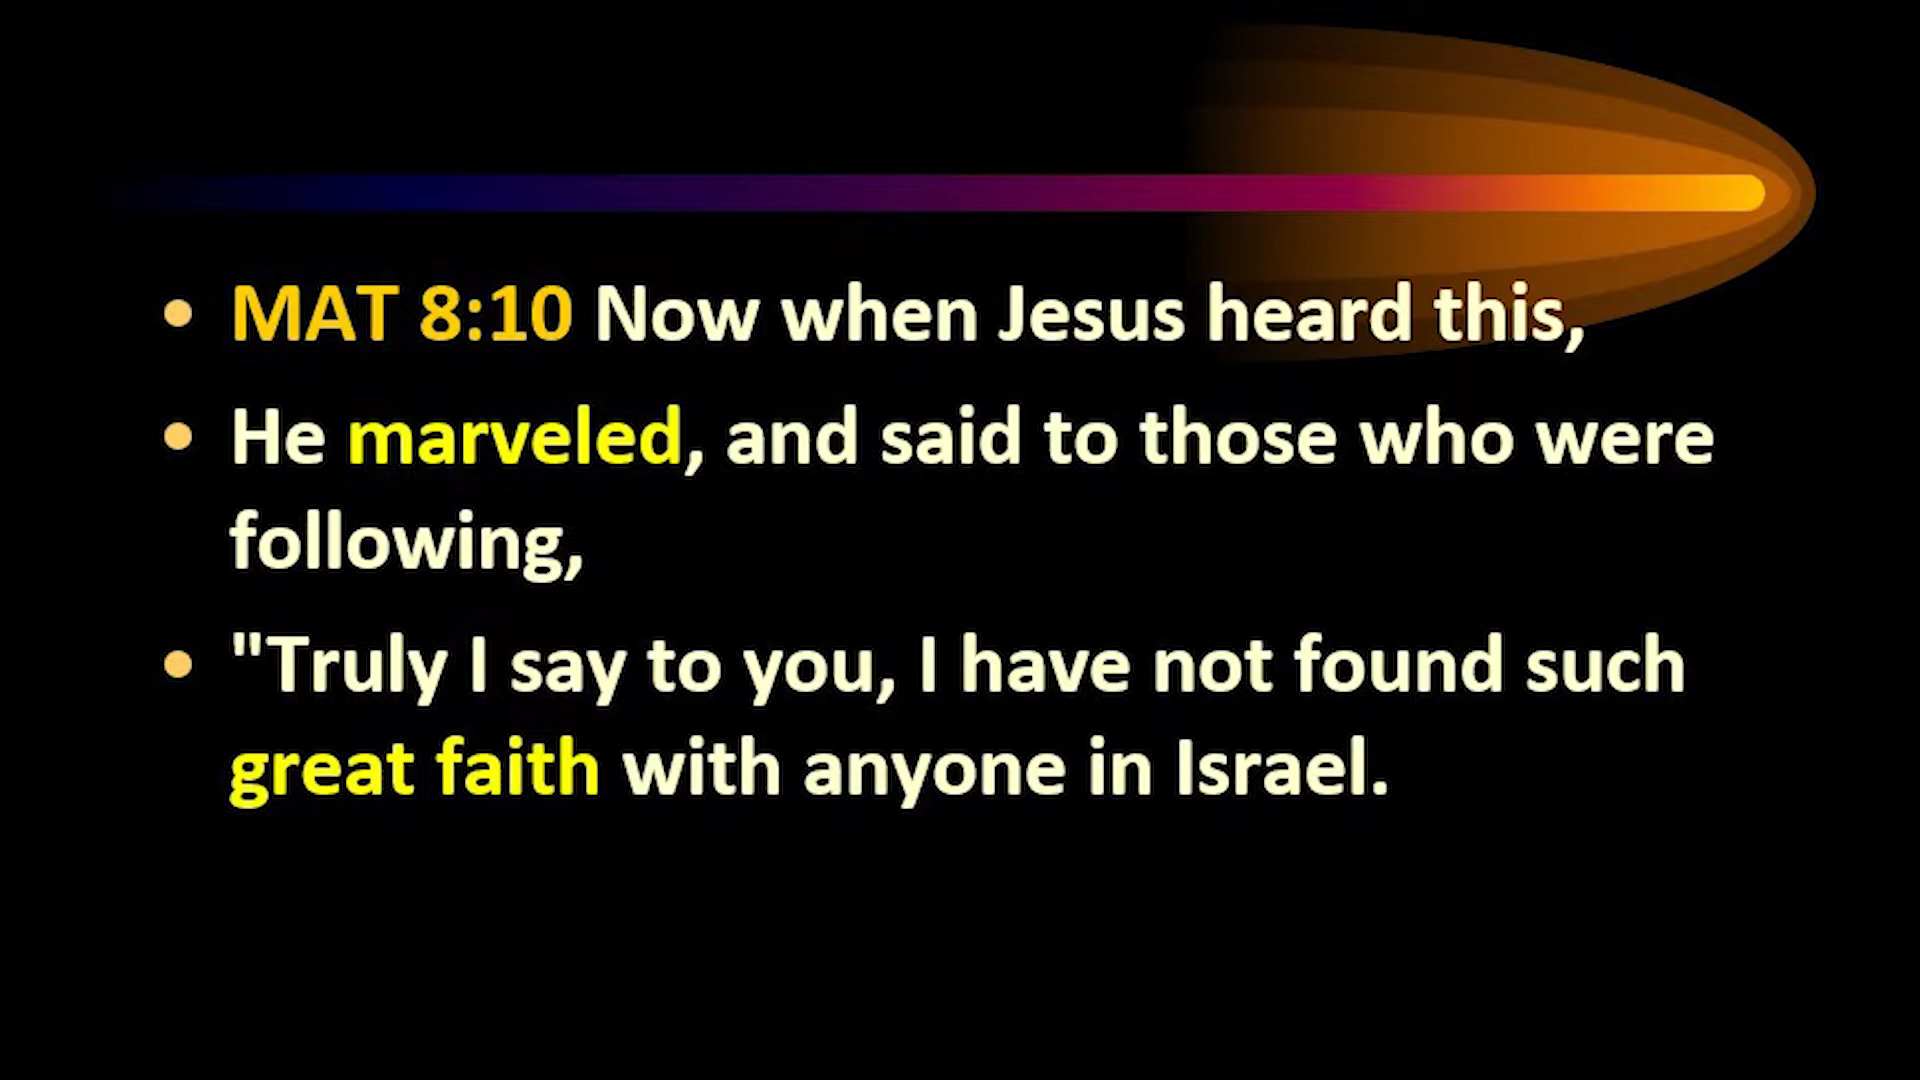 MAT 8:10 Now when Jesus heard this,
He marveled, and said to those who were
following,
"Truly I say to you, I have not found such
great faith with anyone in Israel.